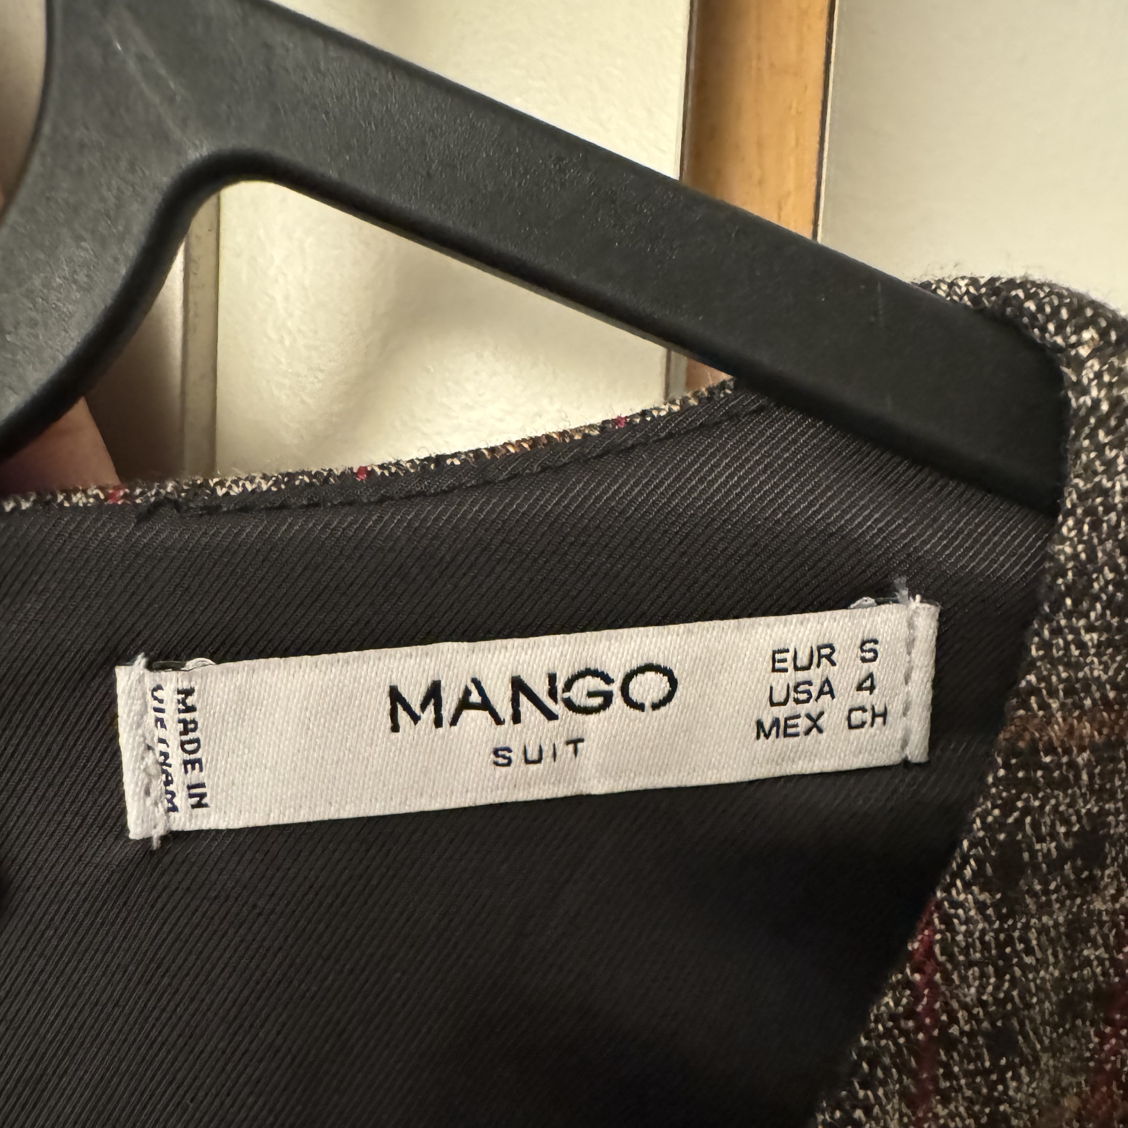 MANGO
SUIT
EUR S
USA 4
MEX CH
MADE IN
VIETNAM